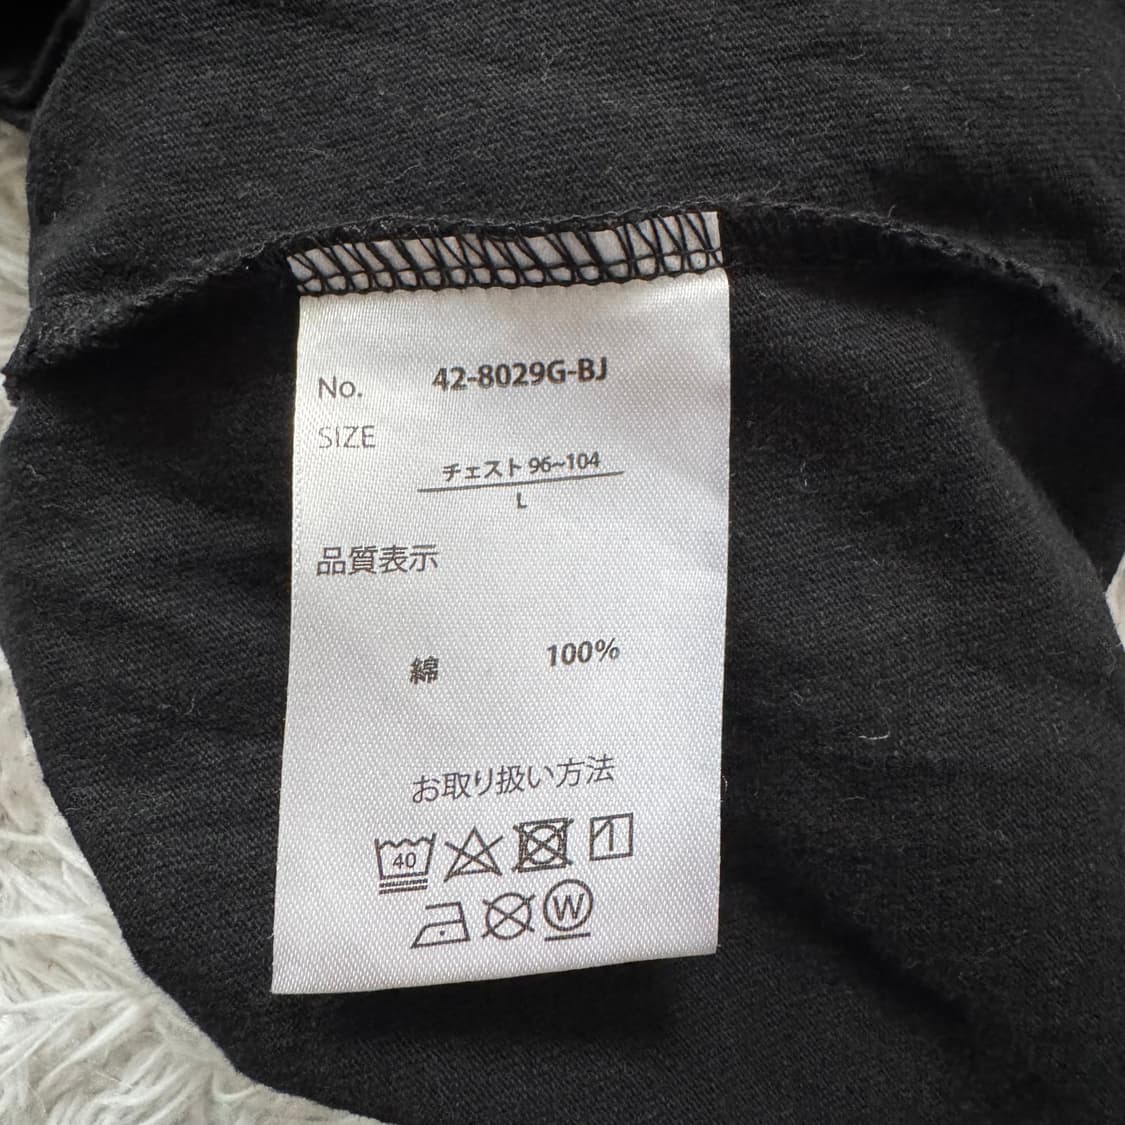 No. 42-8029G-BJ
SIZE
チェスト 96~104
L
品質表示
綿 100%
お取り扱い方法
40
W